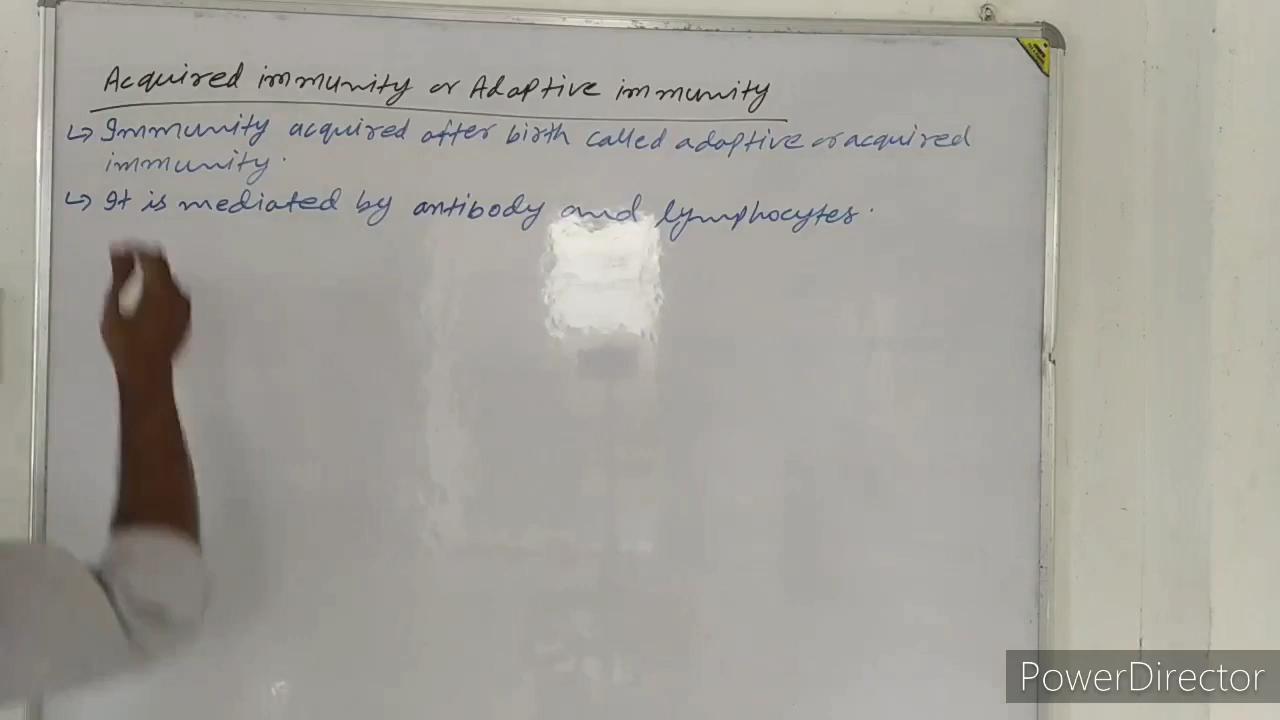 Acquired immunity or Adaptive immunity
↳ Immunity acquired after birth called adaptive or acquired
immunity.
↳ It is mediated by antibody and lymphocytes.
PowerDirector